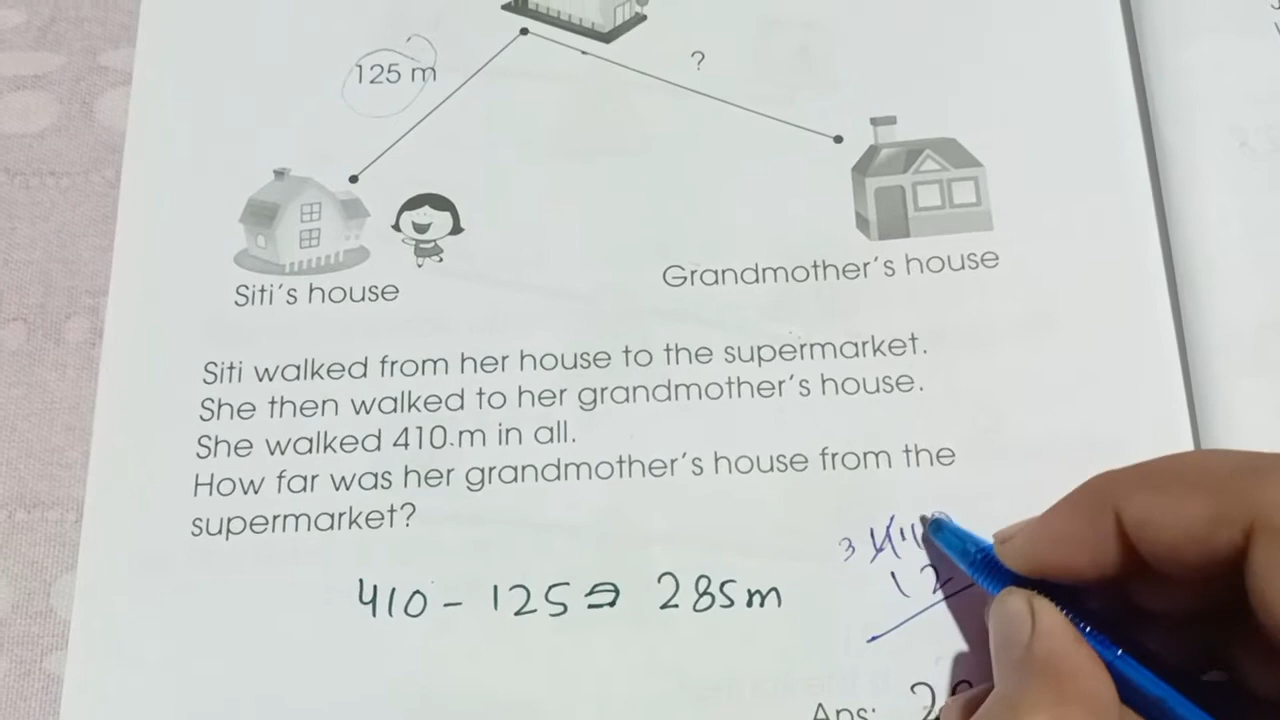 125 m
?
Siti's house
Grandmother's house
Siti walked from her house to the supermarket.
She then walked to her grandmother's house.
She walked 410 m in all.
How far was her grandmother's house from the
supermarket?
410 - 125 = 285m
12
Ans: